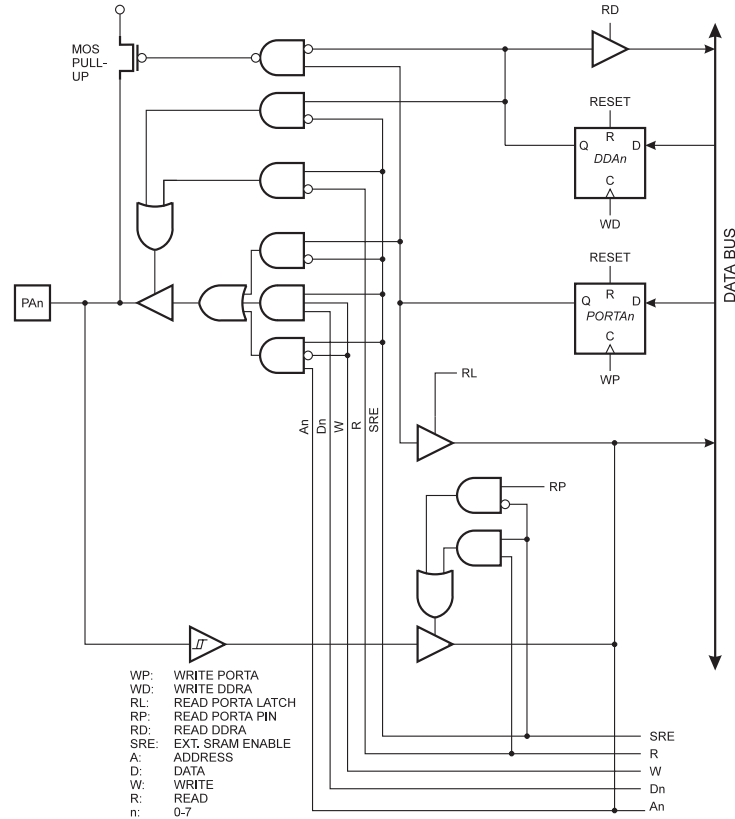 RD
MOS
PULL-
UP
RESET
R
Q
D
DDAn
C
WD
RESET
R
Q
D
PORTAn
C
WP
DATA BUS
PAn
RL
An
Dn
W
R
SRE
RP
WP: WRITE PORTA
WD: WRITE DDRA
RL: READ PORTA LATCH
RP: READ PORTA PIN
RD: READ DDRA
SRE: EXT. SRAM ENABLE
A: ADDRESS
D: DATA
W: WRITE
R: READ
n: 0-7
SRE
R
W
Dn
An